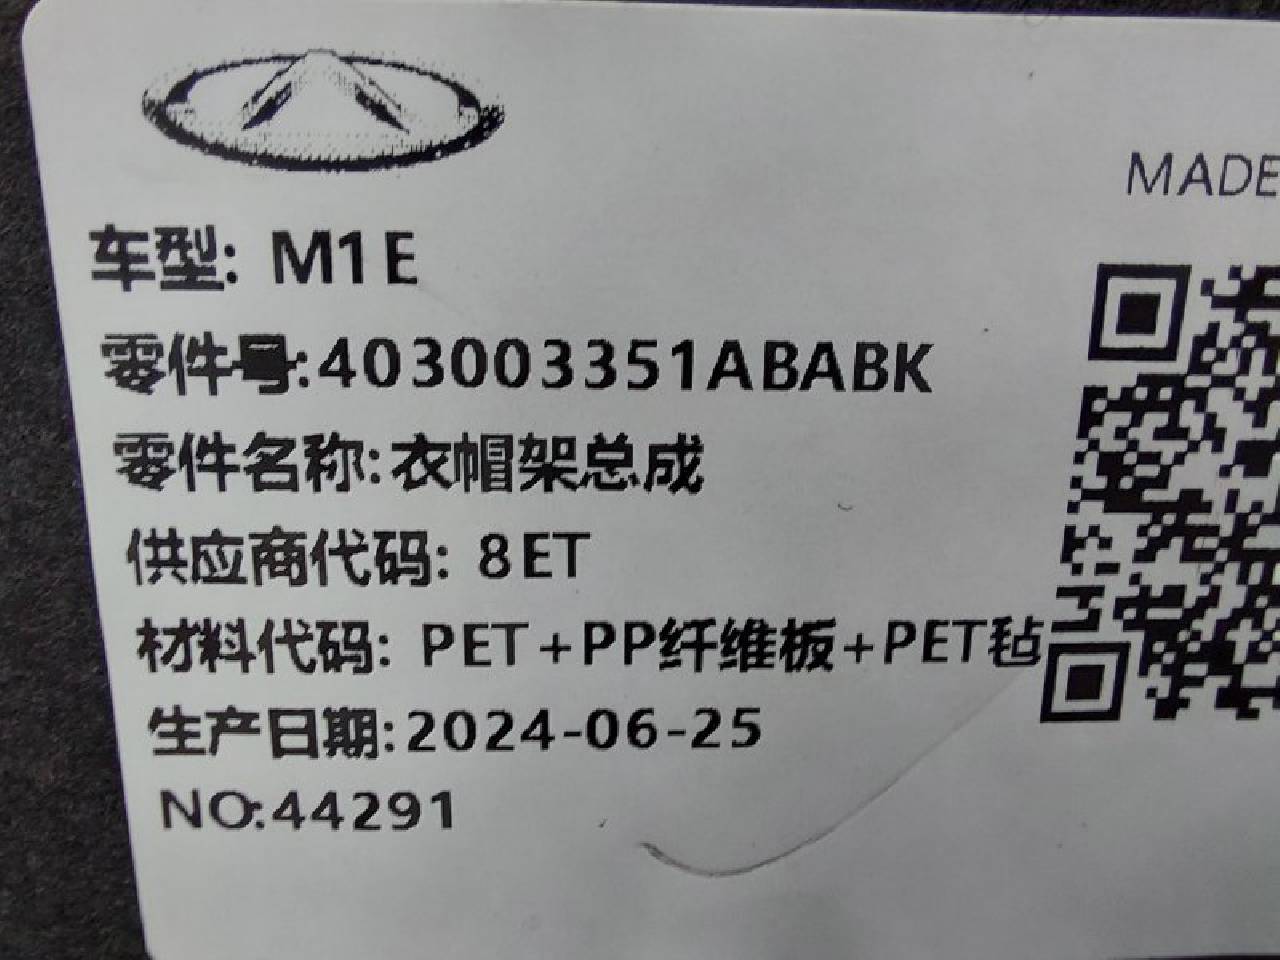 MADE
车型: M1E
零件号:403003351ABABK
零件名称:衣帽架总成
供应商代码: 8ET
材料代码: PET+PP纤维板+PET毡
生产日期:2024-06-25
NO:44291